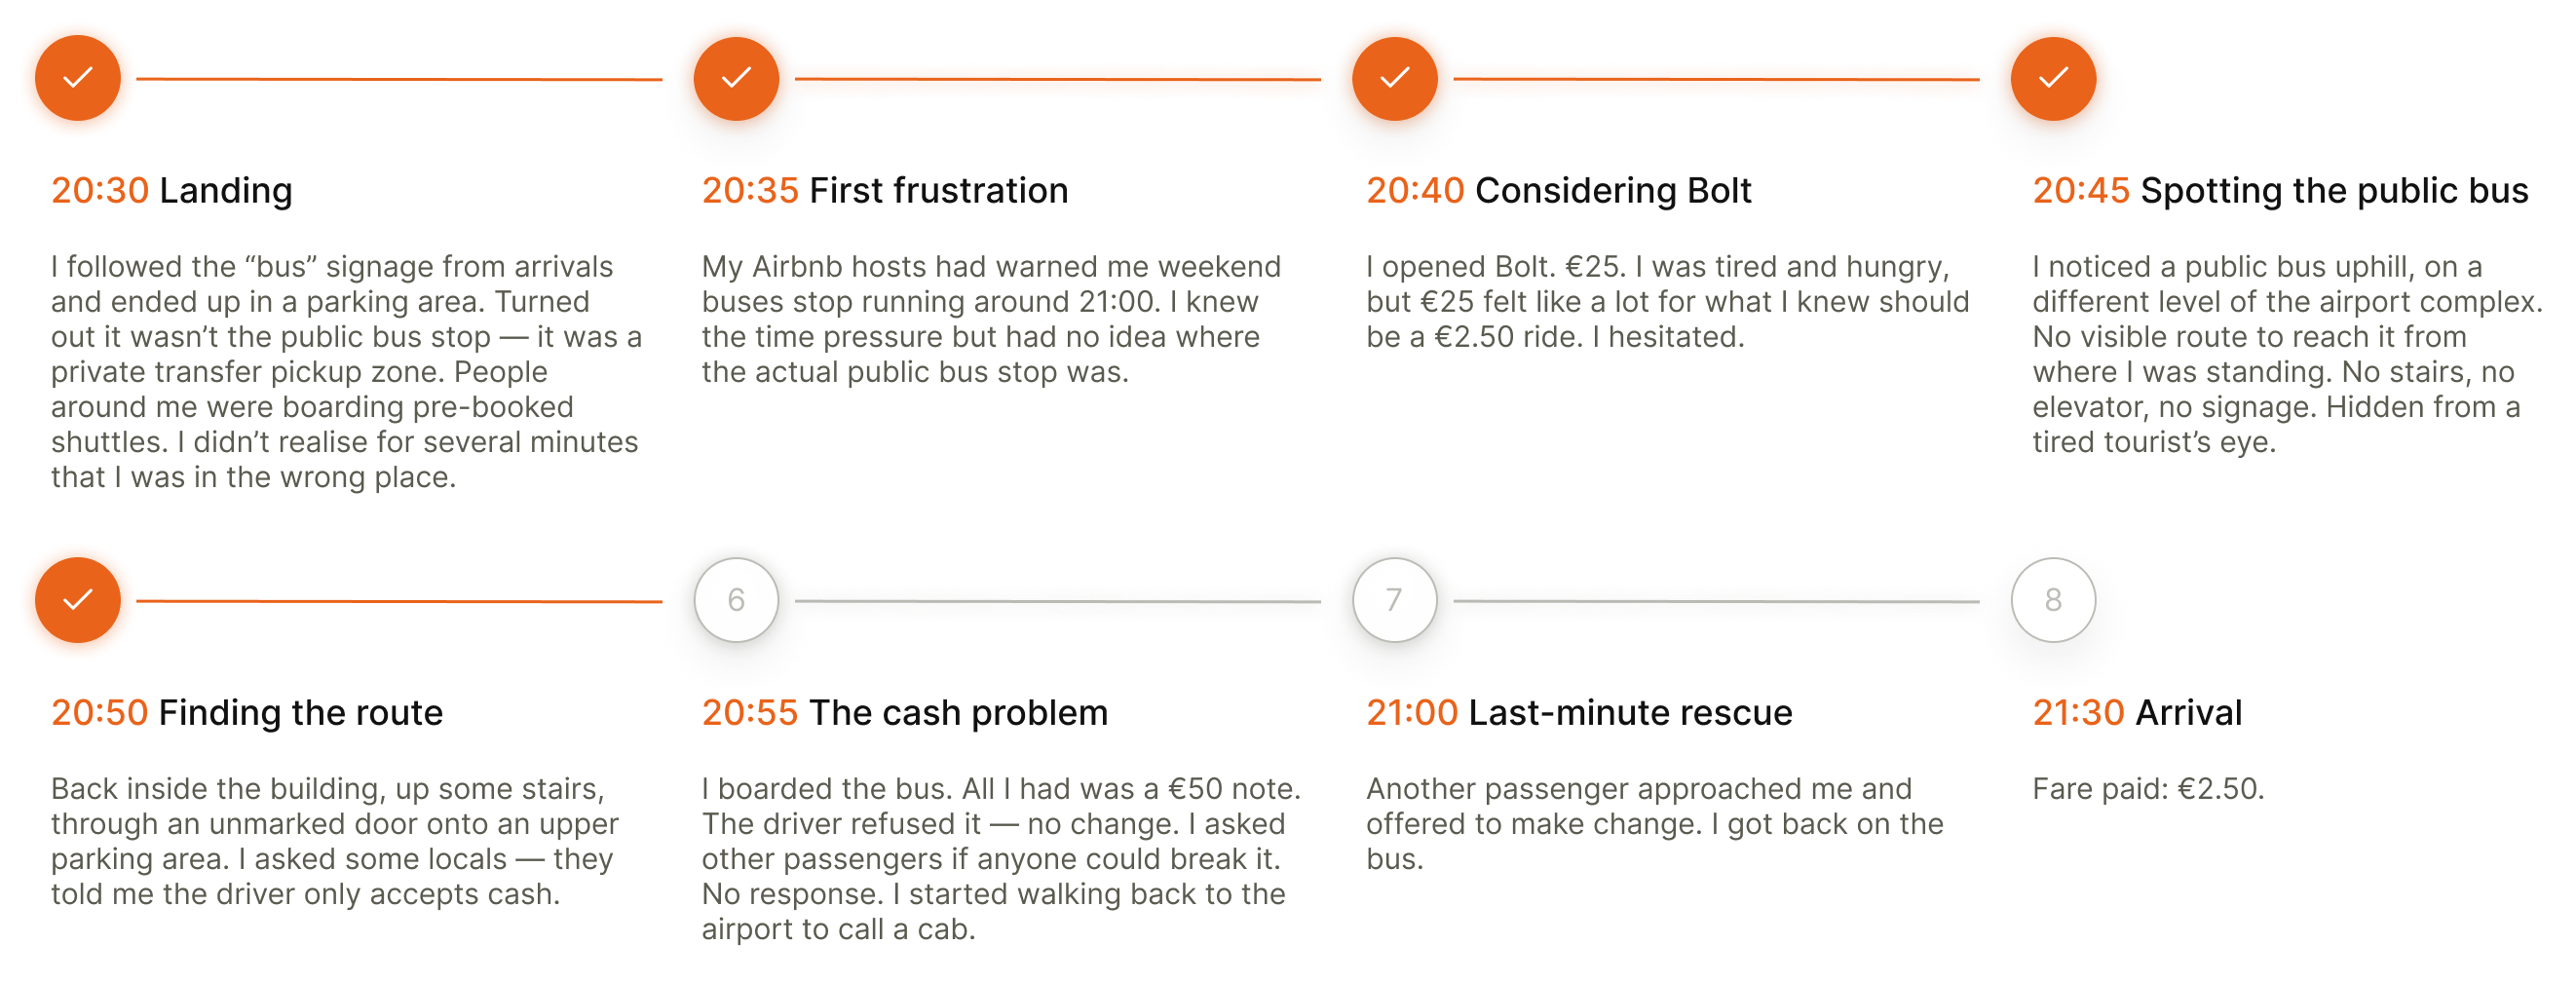 20:30 Landing
I followed the “bus” signage from arrivals
and ended up in a parking area. Turned
out it wasn’t the public bus stop — it was a
private transfer pickup zone. People
around me were boarding pre-booked
shuttles. I didn’t realise for several minutes
that I was in the wrong place.
20:35 First frustration
My Airbnb hosts had warned me weekend
buses stop running around 21:00. I knew
the time pressure but had no idea where
the actual public bus stop was.
20:40 Considering Bolt
I opened Bolt. €25. I was tired and hungry,
but €25 felt like a lot for what I knew should
be a €2.50 ride. I hesitated.
20:45 Spotting the public bus
I noticed a public bus uphill, on a
different level of the airport complex.
No visible route to reach it from
where I was standing. No stairs, no
elevator, no signage. Hidden from a
tired tourist’s eye.
20:50 Finding the route
Back inside the building, up some stairs,
through an unmarked door onto an upper
parking area. I asked some locals — they
told me the driver only accepts cash.
6
20:55 The cash problem
I boarded the bus. All I had was a €50 note.
The driver refused it — no change. I asked
other passengers if anyone could break it.
No response. I started walking back to the
airport to call a cab.
7
21:00 Last-minute rescue
Another passenger approached me and
offered to make change. I got back on the
bus.
8
21:30 Arrival
Fare paid: €2.50.